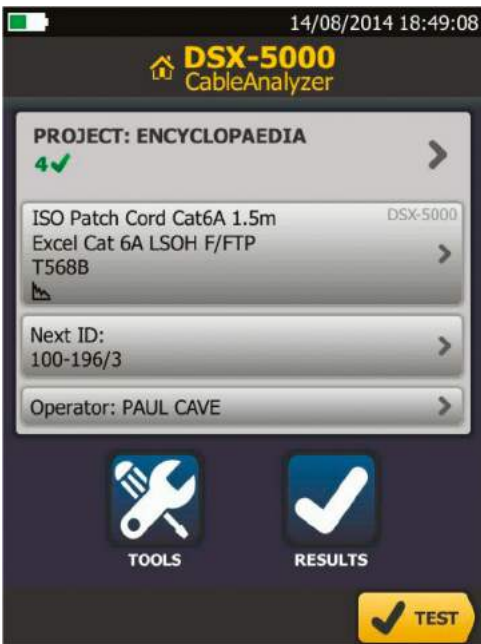 14/08/2014 18:49:08
DSX-5000
CableAnalyzer
PROJECT: ENCYCLOPAEDIA
4
ISO Patch Cord Cat6A 1.5m
DSX-5000
Excel Cat 6A LSOH F/FTP
T568B
Next ID:
100-196/3
Operator: PAUL CAVE
TOOLS
RESULTS
TEST